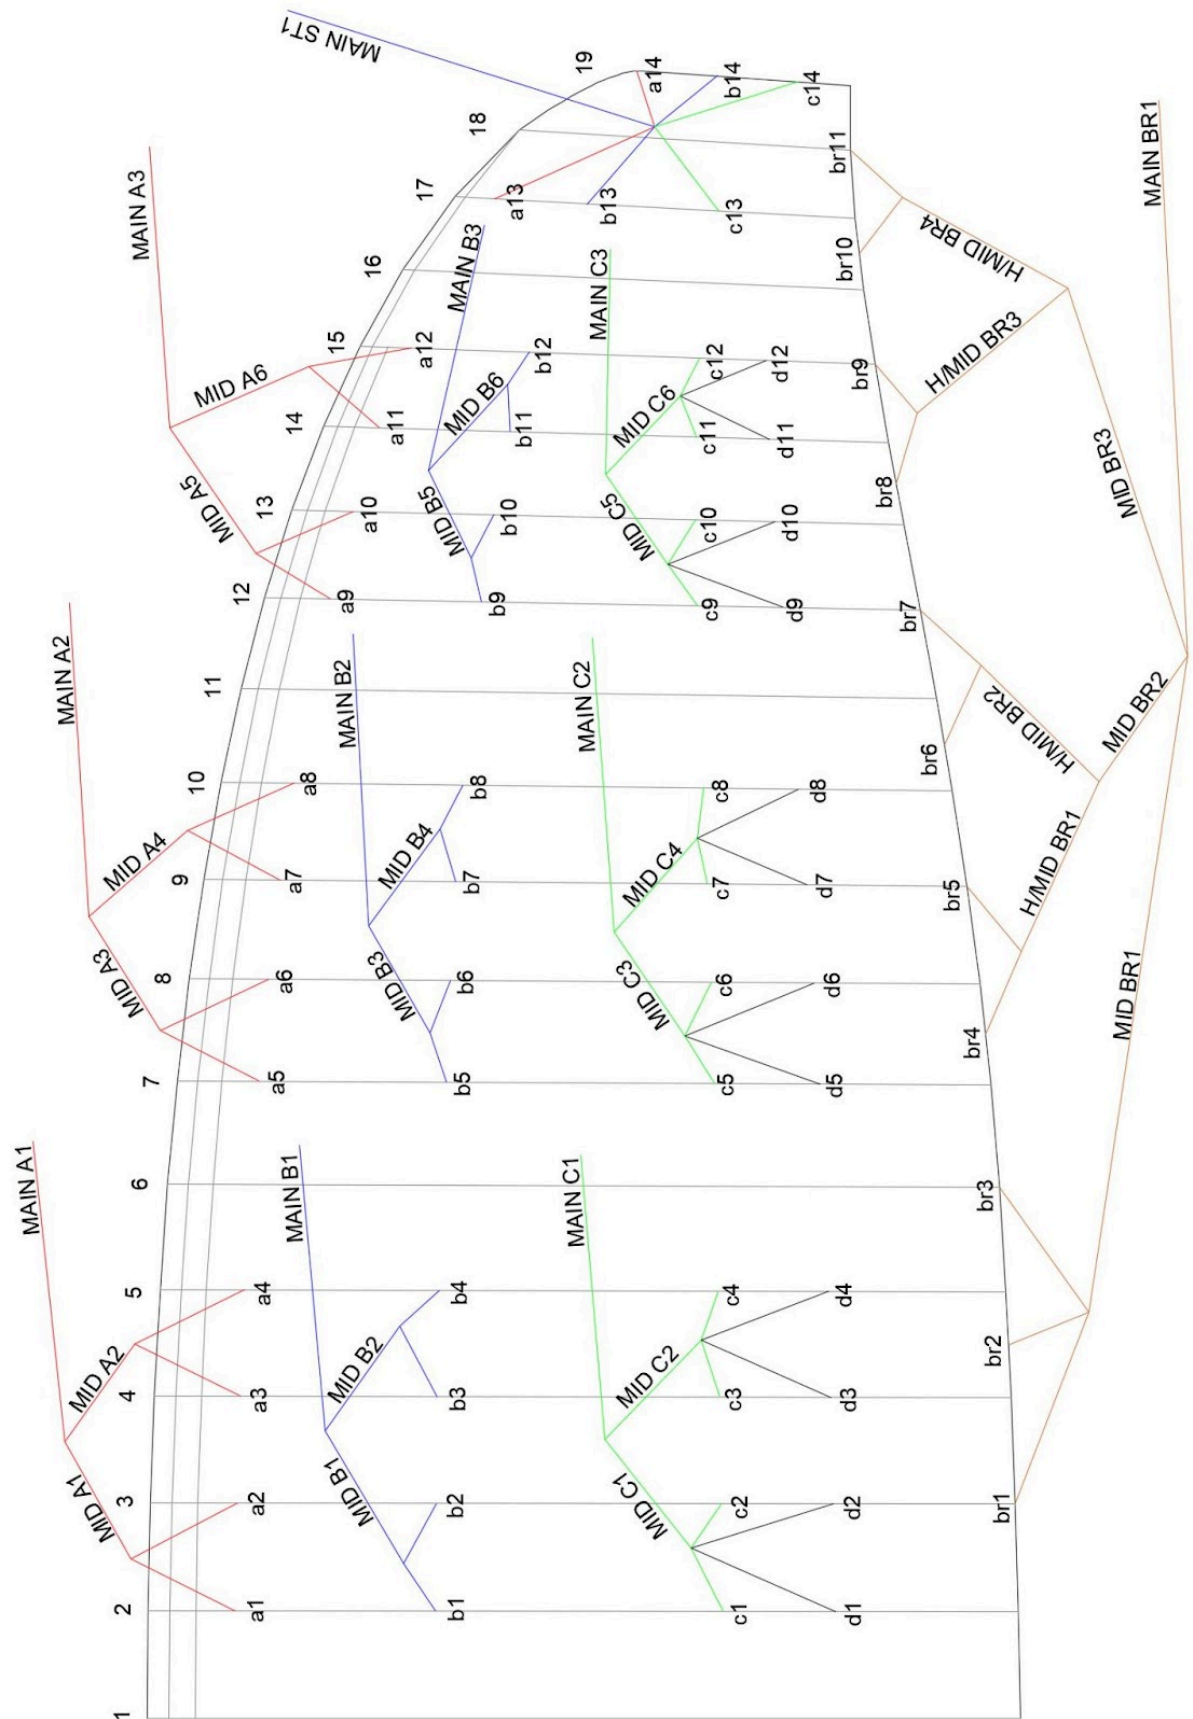 MAIN ST1
19
a14
b14
c14
18
MAIN BR1
br11
MAIN A3
17
a13
b13
c13
H/MID BR4
MAIN B3
16
MAIN C3
br10
15
a12
b12
c12
d12
br9
H/MID BR3
MID A6
MID B6
MID C6
14
a11
b11
c11
d11
MID BR3
MID A5
13
MID B5
MID C5
br8
a10
b10
c10
d10
12
a9
b9
c9
d9
br7
MAIN A2
11
MAIN B2
MAIN C2
H/MID BR2
MID BR2
br6
10
a8
b8
c8
d8
MID A4
MID B4
MID C4
H/MID BR1
9
a7
b7
c7
d7
br5
MID A3
8
MID B3
MID C3
a6
b6
c6
d6
MID BR1
br4
7
a5
b5
c5
d5
MAIN A1
6
MAIN B1
MAIN C1
br3
5
a4
b4
c4
d4
MID A2
MID B2
MID C2
br2
4
a3
b3
c3
d3
MID A1
3
MID B1
MID C1
a2
b2
c2
d2
br1
2
a1
b1
c1
d1
1